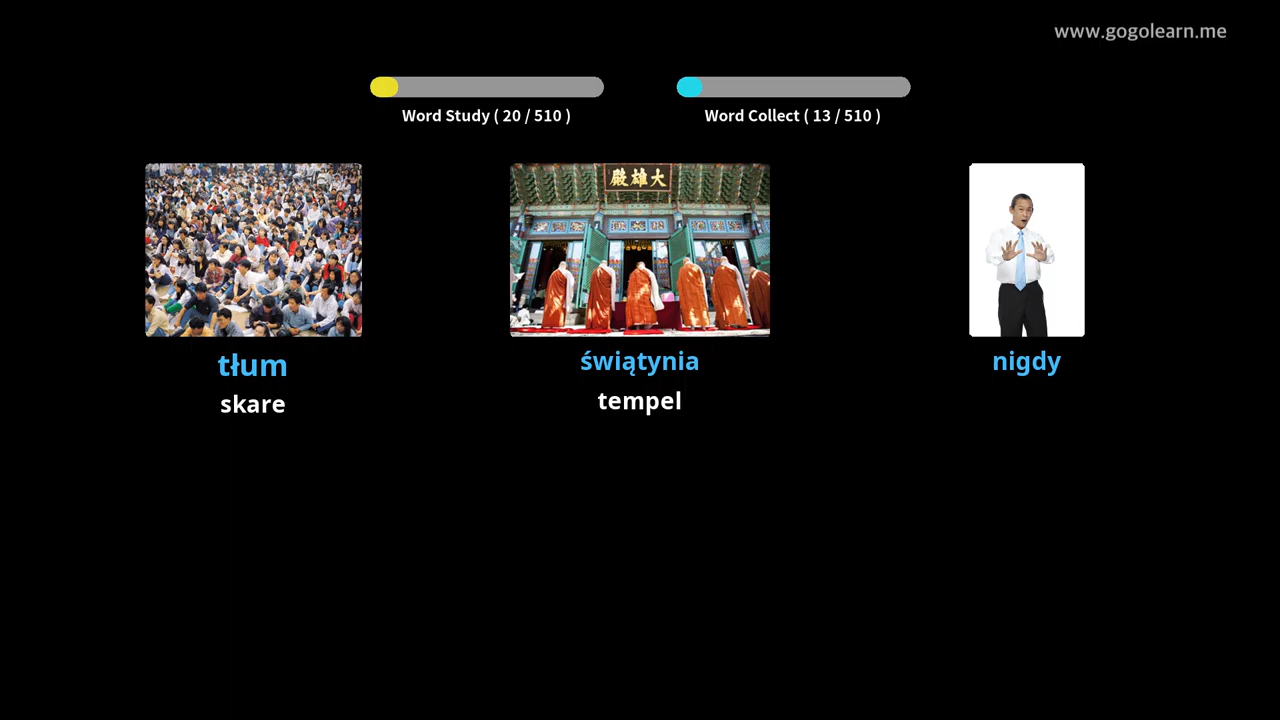 www.gogolearn.me
Word Study ( 20 / 510 )
Word Collect ( 13 / 510 )
殿雄大
tłum
świątynia
nigdy
skare
tempel